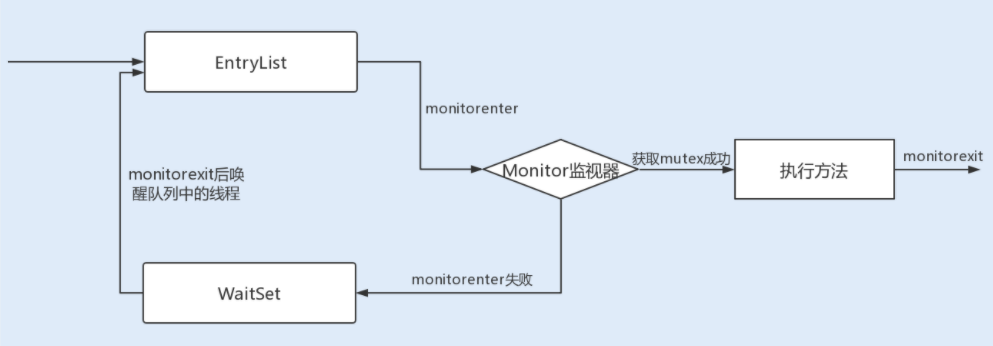 EntryList
monitorenter
Monitor监视器
获取mutex成功
执行方法
monitorexit
monitorexit后唤
醒队列中的线程
monitorenter失败
WaitSet